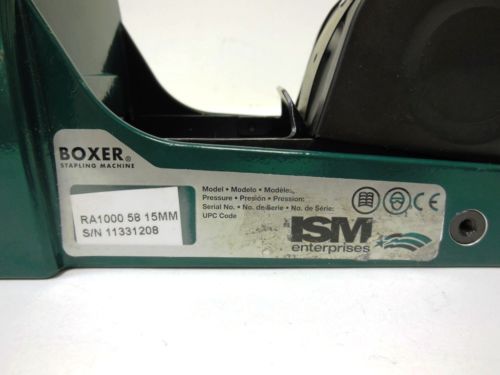 BOXER®
STAPLING MACHINE
RA1000 58 15MM
S/N 11331208
Model • Modelo • Modèle:
Pressure • Presión • Pression:
Serial No. • No. de Serie • No. de Série:
UPC Code
ISM
enterprises
CE